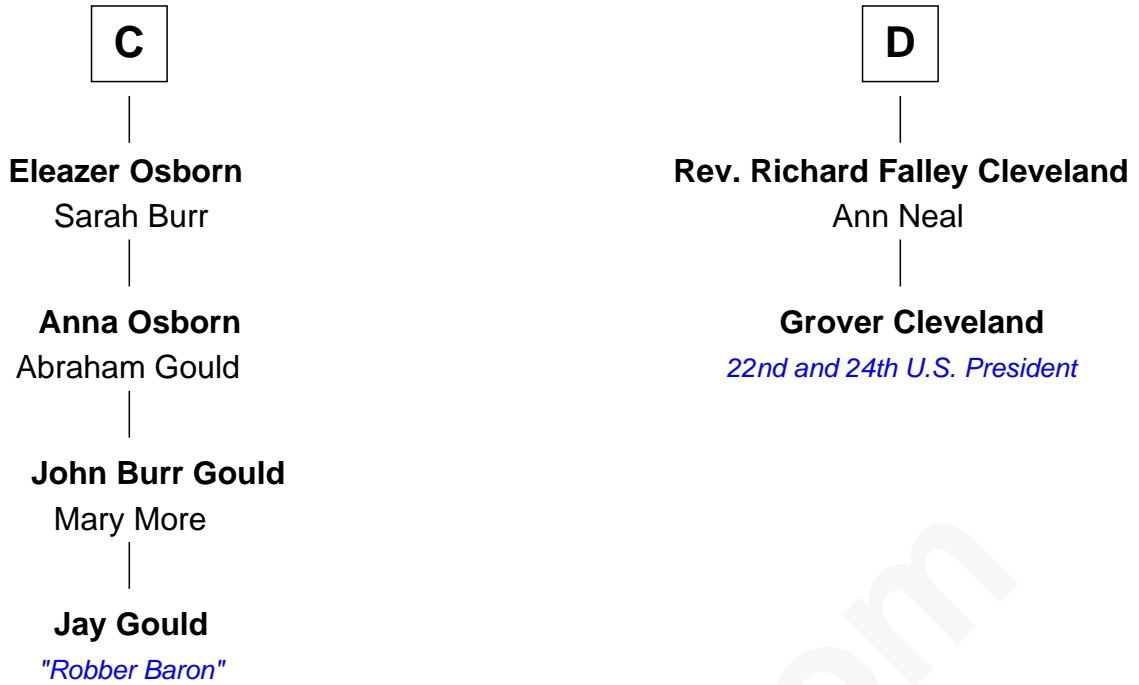 C
Eleazer Osborn
Sarah Burr
Anna Osborn
Abraham Gould
John Burr Gould
Mary More
Jay Gould
"Robber Baron"
D
Rev. Richard Falley Cleveland
Ann Neal
Grover Cleveland
22nd and 24th U.S. President
om